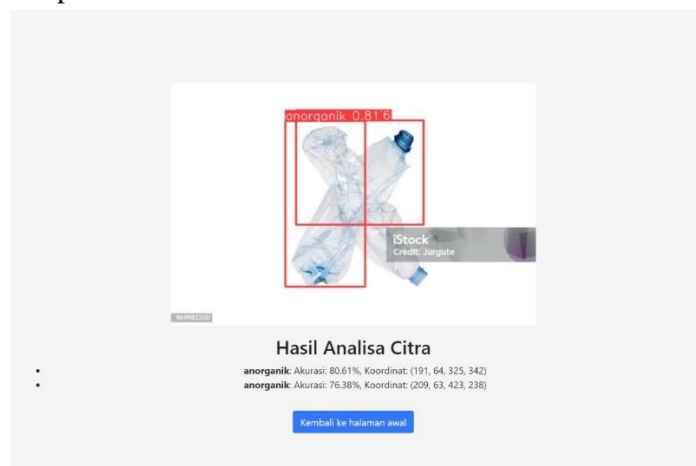 anorganik 0.81
iStock
Credit: Jurgute
969982200
Hasil Analisa Citra
• anorganik: Akurasi: 80.61%, Koordinat: (191, 64, 325, 342)
• anorganik: Akurasi: 76.38%, Koordinat: (209, 63, 423, 238)
Kembali ke halaman awal